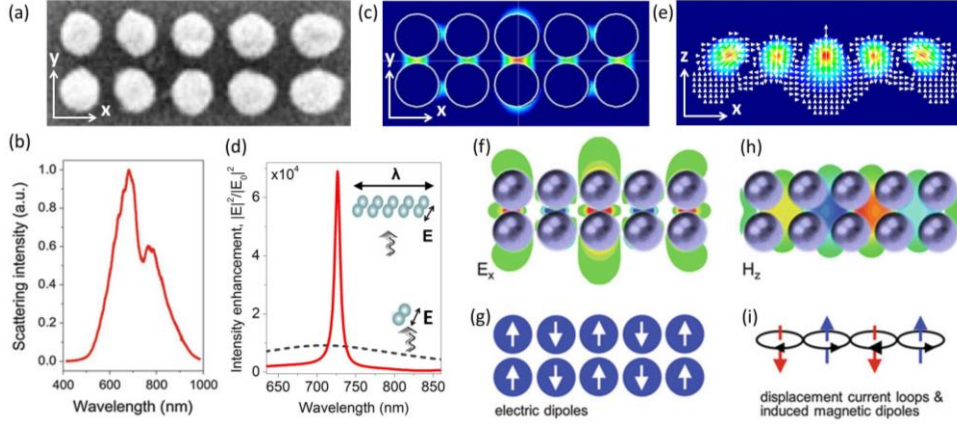 (a)
y
x
(c)
y
x
(e)
z
x
(b)
Scattering intensity (a.u.)
1.0
0.8
0.6
0.4
0.2
0.0
400
600
800
1000
Wavelength (nm)
(d)
Intensity enhancement, |E|²/|E₀|²
x10⁴
6
4
2
0
650
700
750
800
850
Wavelength (nm)
λ
E
E
(f)
Eₓ
(g)
electric dipoles
(h)
H_z
(i)
displacement current loops &
induced magnetic dipoles